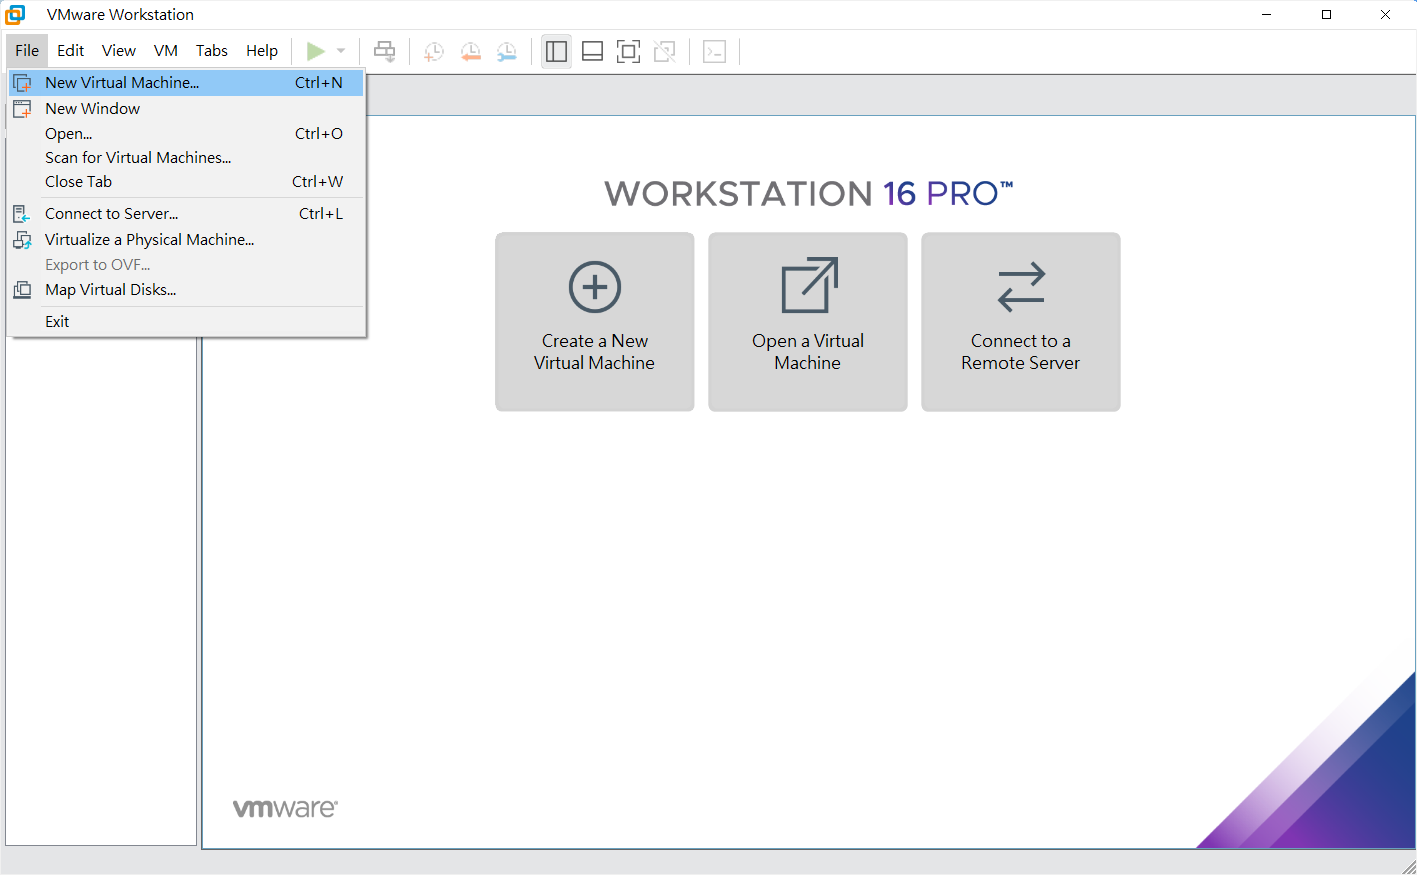 VMware Workstation
File Edit View VM Tabs Help
New Virtual Machine... Ctrl+N
New Window
Open... Ctrl+O
Scan for Virtual Machines...
Close Tab Ctrl+W
Connect to Server... Ctrl+L
Virtualize a Physical Machine...
Export to OVF...
Map Virtual Disks...
Exit
WORKSTATION 16 PRO™
Create a New
Virtual Machine
Open a Virtual
Machine
Connect to a
Remote Server
vmware®